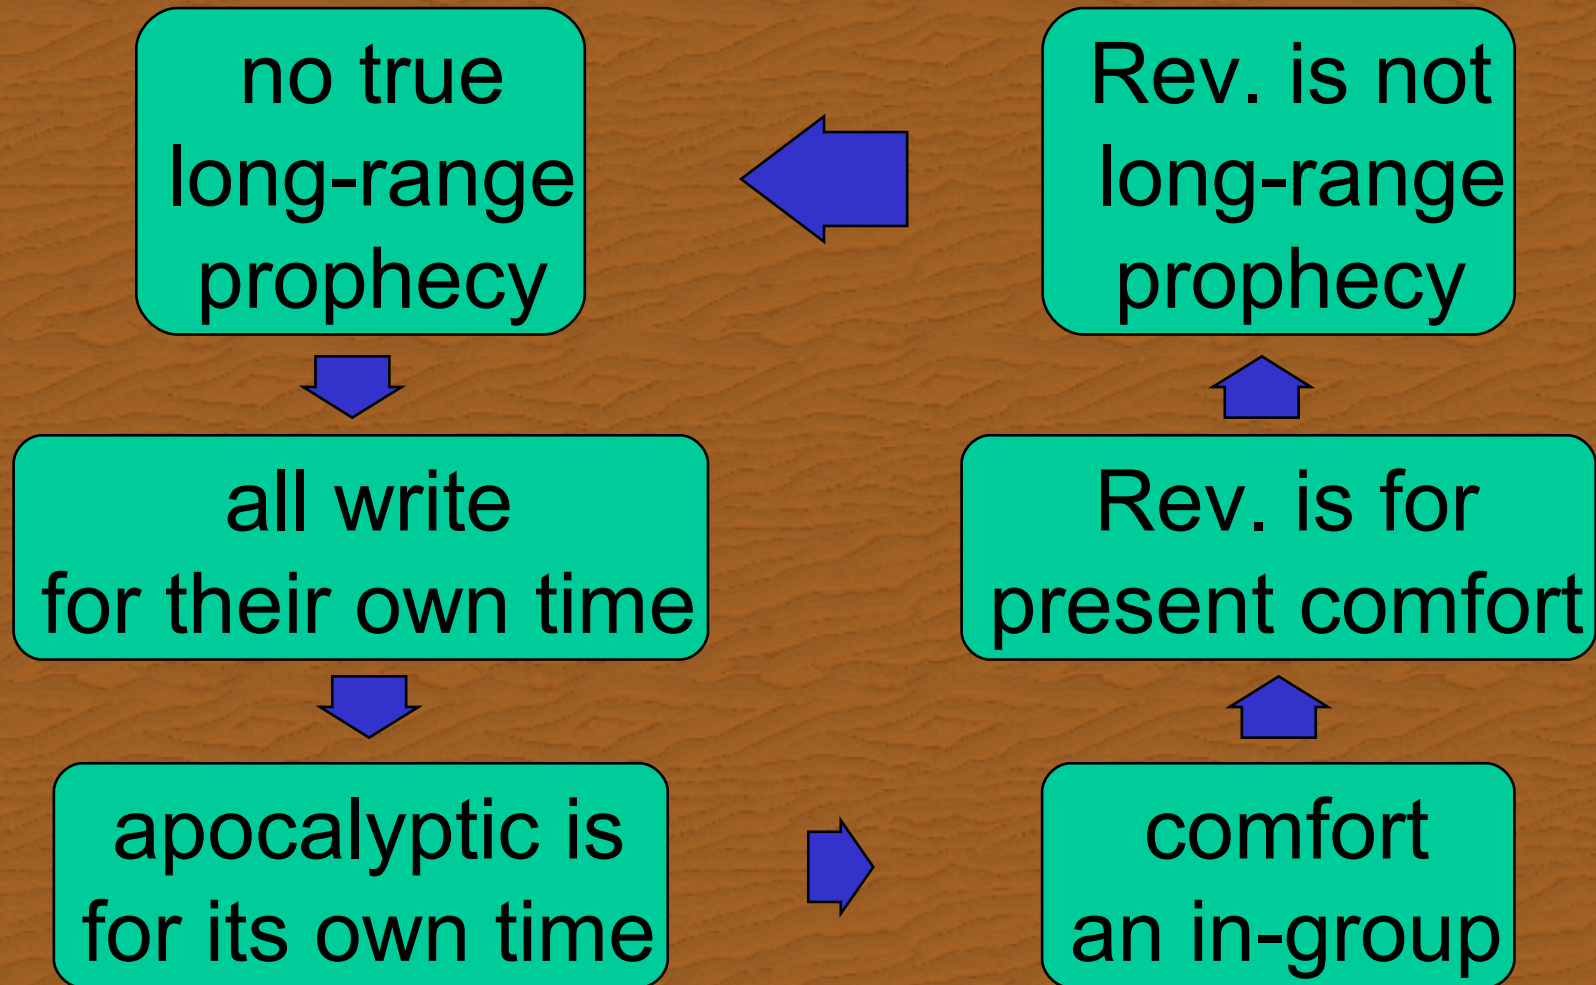 no true
long-range
prophecy
Rev. is not
long-range
prophecy
all write
for their own time
Rev. is for
present comfort
apocalyptic is
for its own time
comfort
an in-group